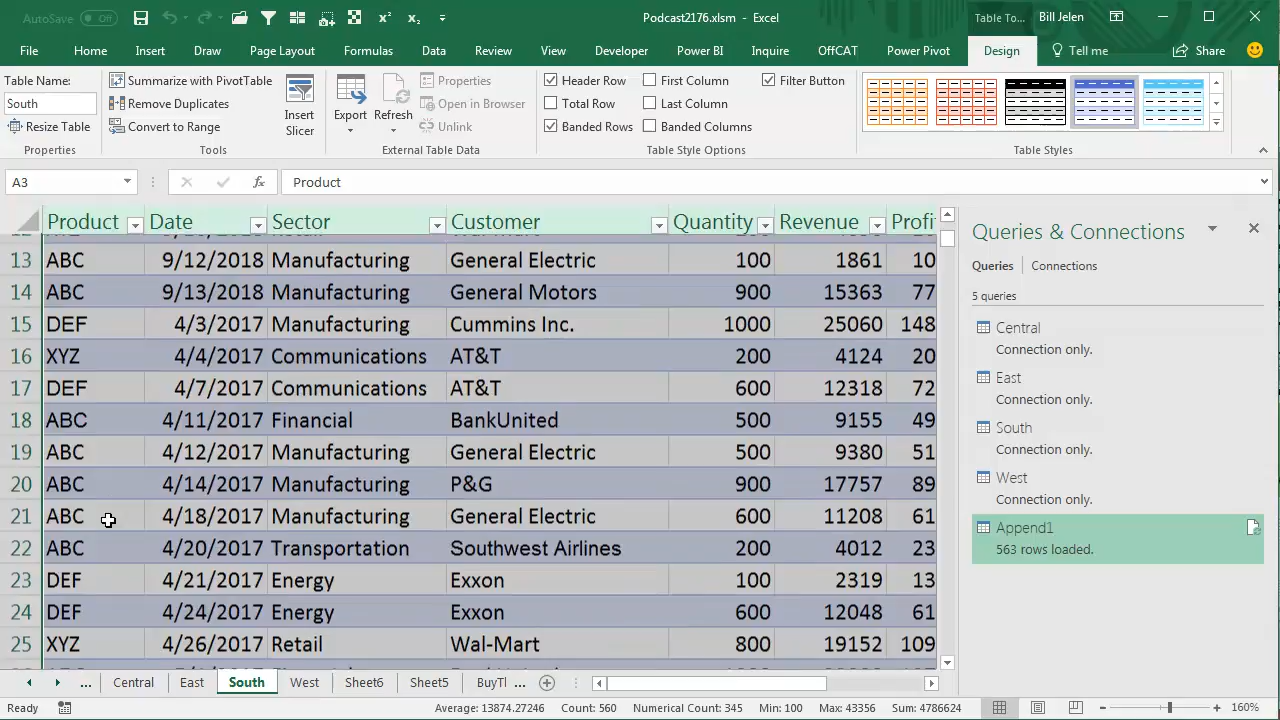 AutoSave Off Podcast2176.xlsm - Excel Table To... Bill Jelen
File Home Insert Draw Page Layout Formulas Data Review View Developer Power BI Inquire OffCAT Power Pivot Design Tell me Share
Table Name:
South
Resize Table
Properties
Summarize with PivotTable
Remove Duplicates
Convert to Range
Insert
Slicer
Tools
Export
Refresh
Properties
Open in Browser
Unlink
External Table Data
Header Row First Column Filter Button
Total Row Last Column
Banded Rows Banded Columns
Table Style Options
Table Styles
A3 fx Product
Product Date Sector Customer Quantity Revenue Profi
13 ABC 9/12/2018 Manufacturing General Electric 100 1861 10
14 ABC 9/13/2018 Manufacturing General Motors 900 15363 77
15 DEF 4/3/2017 Manufacturing Cummins Inc. 1000 25060 148
16 XYZ 4/4/2017 Communications AT&T 200 4124 20
17 DEF 4/7/2017 Communications AT&T 600 12318 72
18 ABC 4/11/2017 Financial BankUnited 500 9155 49
19 ABC 4/12/2017 Manufacturing General Electric 500 9380 51
20 ABC 4/14/2017 Manufacturing P&G 900 17757 89
21 ABC 4/18/2017 Manufacturing General Electric 600 11208 61
22 ABC 4/20/2017 Transportation Southwest Airlines 200 4012 23
23 DEF 4/21/2017 Energy Exxon 100 2319 13
24 DEF 4/24/2017 Energy Exxon 600 12048 61
25 XYZ 4/26/2017 Retail Wal-Mart 800 19152 109
Queries & Connections
Queries Connections
5 queries
Central
Connection only.
East
Connection only.
South
Connection only.
West
Connection only.
Append1
563 rows loaded.
... Central East South West Sheet6 Sheet5 BuyTl ...
Ready Average: 13874.27246 Count: 560 Numerical Count: 345 Min: 100 Max: 43356 Sum: 4786624 160%